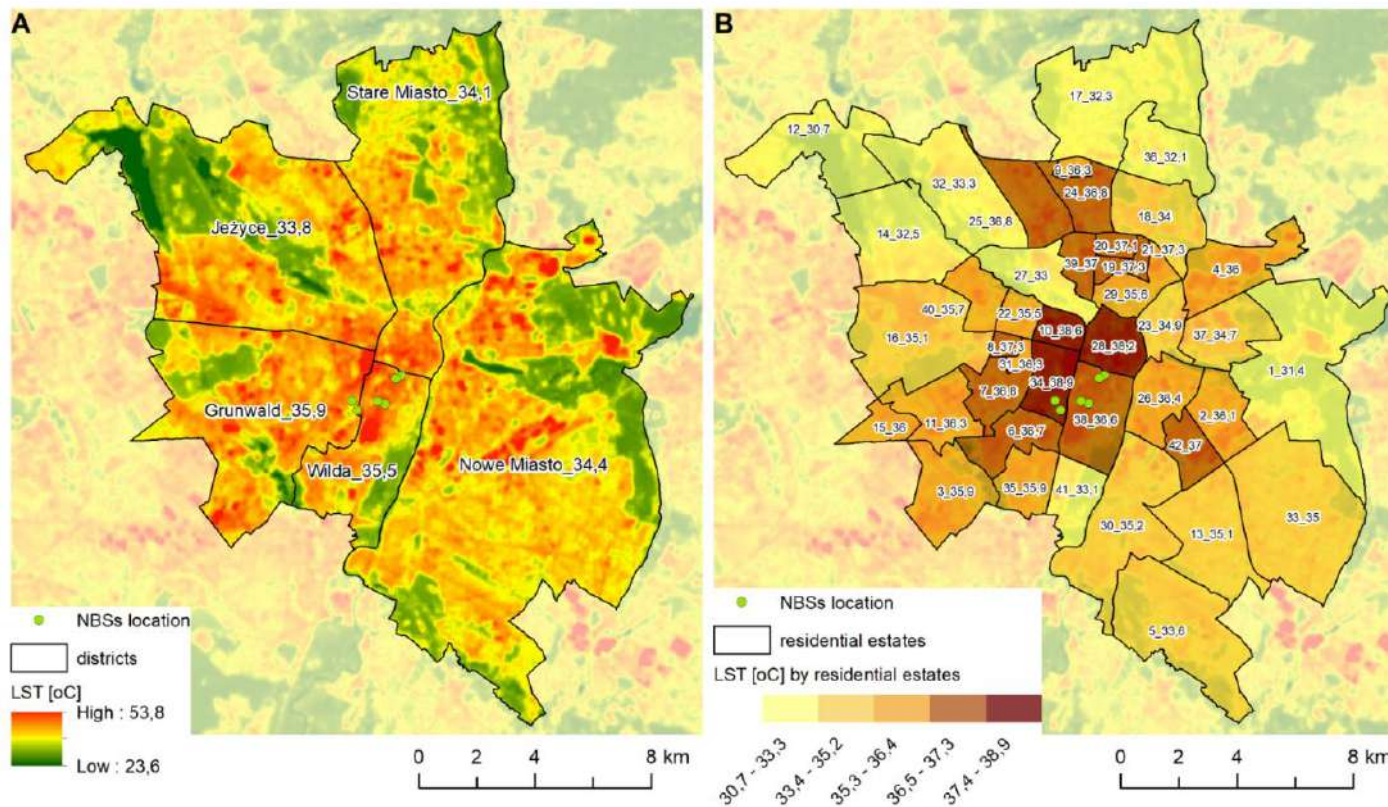 A
Stare Miasto_34,1
Jeżyce_33,8
Grunwald_35,9
Wilda_35,5
Nowe Miasto_34,4
NBSs location
districts
LST [oC]
High : 53,8
Low : 23,6
0 2 4 8 km
B
17_32,3
12_30,7
36_32,1
9_36,3
32_33,3
24_36,8
18_34
25_36,8
14_32,5
20_37,1
21_37,3
39_37
19_37,3
4_36
27_33
29_35,6
40_35,7
22_35,5
23_34,9
10_38,6
28_38,2
37_34,7
16_35,1
8_37,3
31_36,3
1_31,4
34_38,9
7_36,8
26_36,4
2_36,1
38_36,6
11_36,3
15_36
6_36,7
42_37
3_35,9
35_35,9
41_33,1
30_35,2
13_35,1
33_35
5_33,6
NBSs location
residential estates
LST [oC] by residential estates
30,7 - 33,3
33,4 - 35,2
35,3 - 36,4
36,5 - 37,3
37,4 - 38,9
0 2 4 8 km